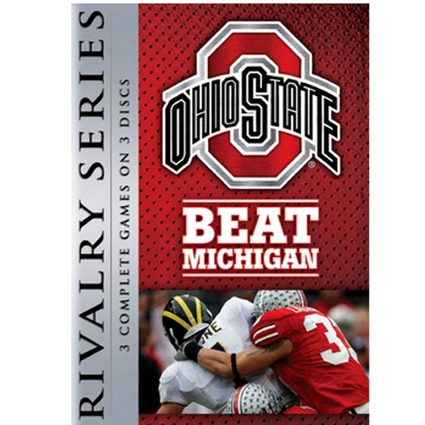 RIVALRY SERIES
3 COMPLETE GAMES ON 3 DISCS
OHIO STATE
®
BEAT
MICHIGAN